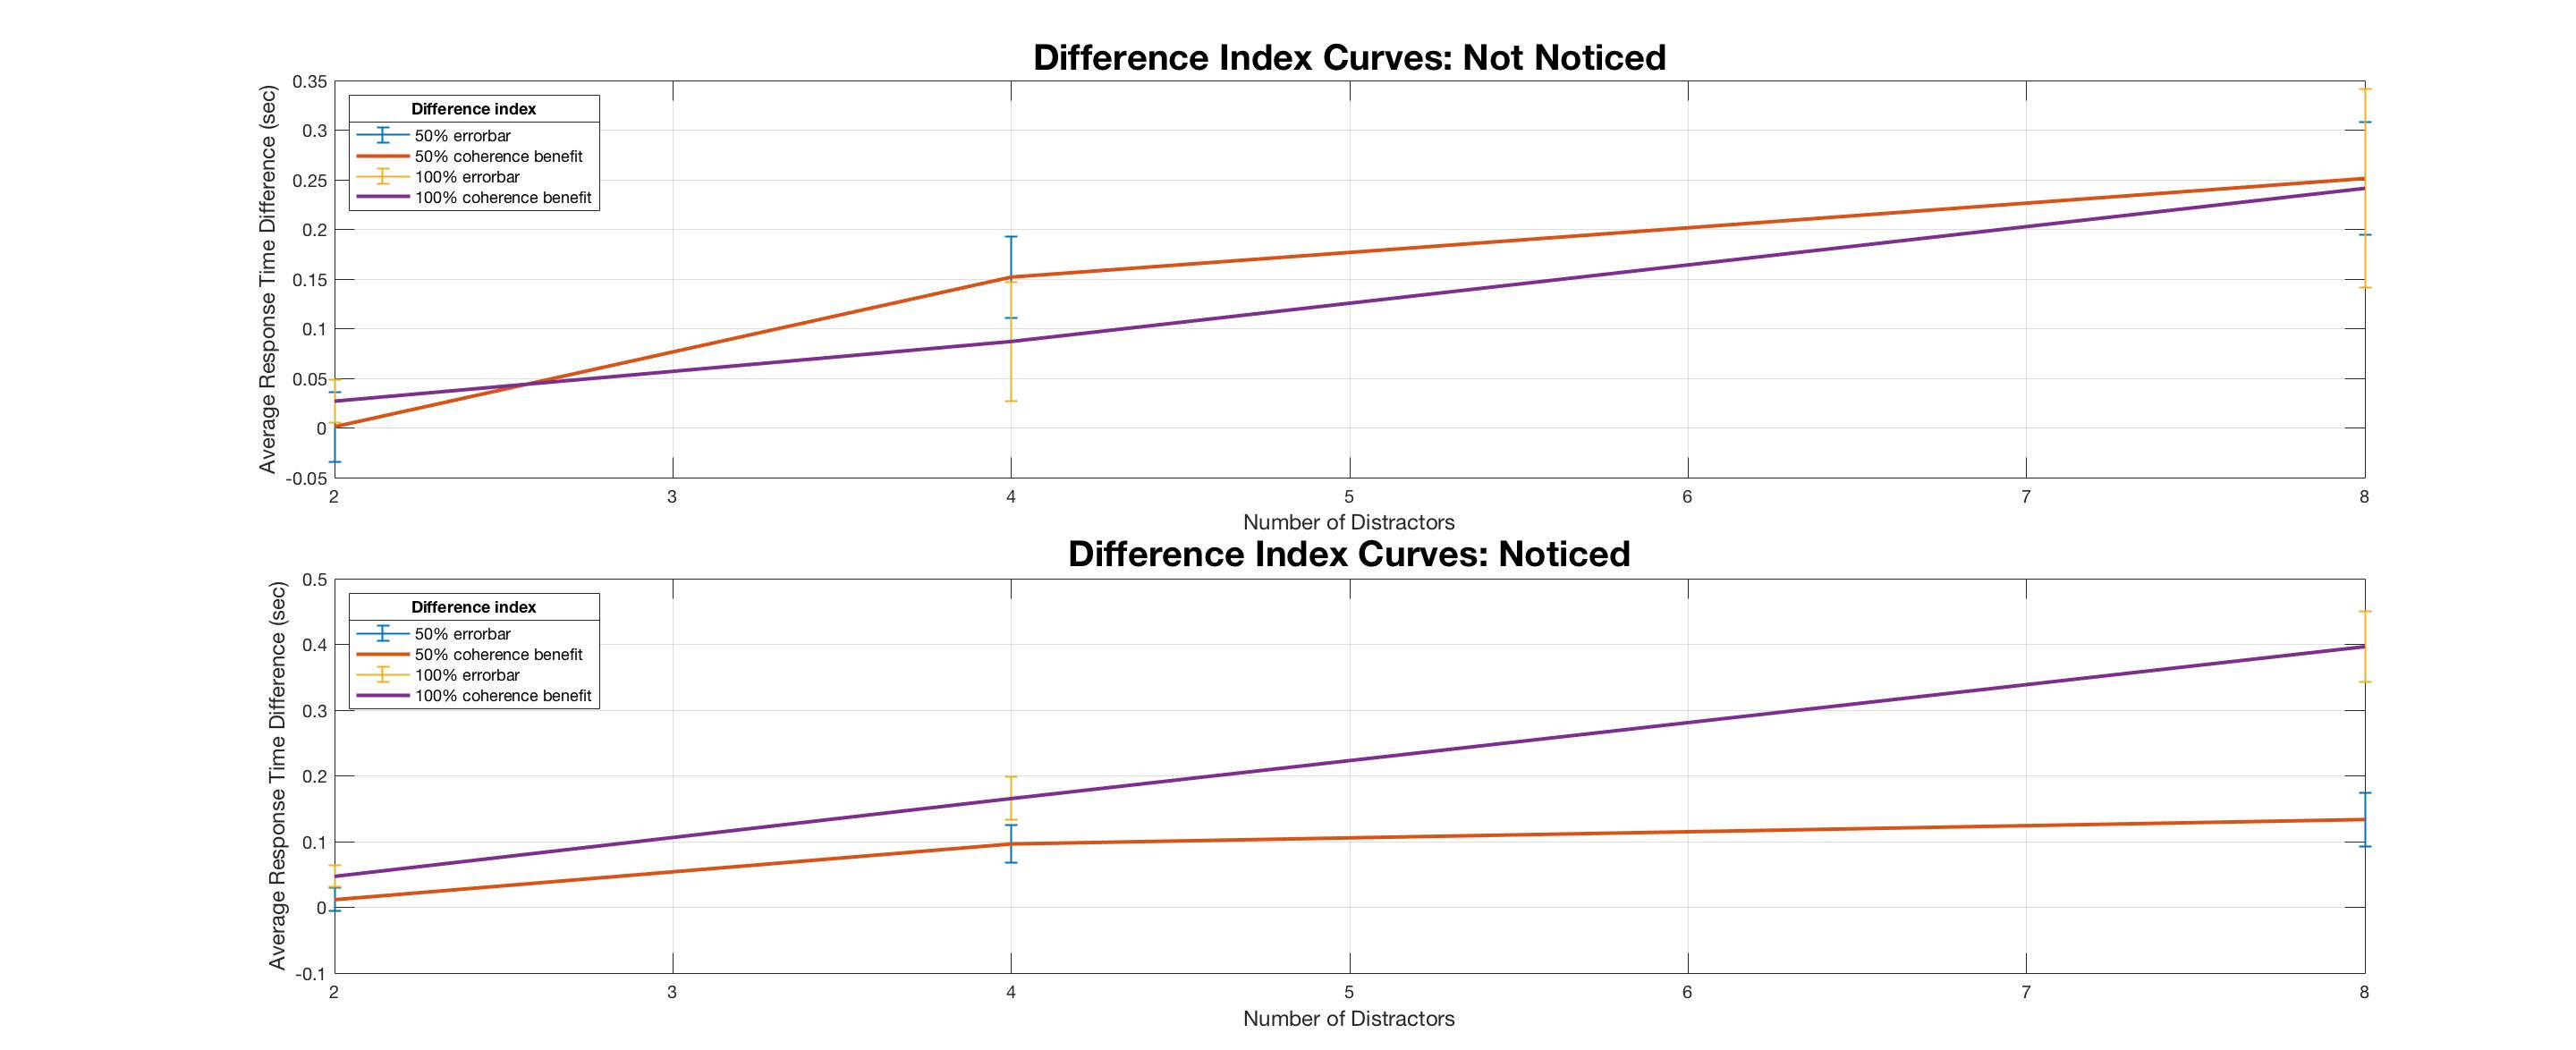 Difference Index Curves: Not Noticed
Average Response Time Difference (sec)
0.35
0.3
0.25
0.2
0.15
0.1
0.05
0
-0.05
Difference index
50% errorbar
50% coherence benefit
100% errorbar
100% coherence benefit
2 3 4 5 6 7 8
Number of Distractors
Difference Index Curves: Noticed
Average Response Time Difference (sec)
0.5
0.4
0.3
0.2
0.1
0
-0.1
Difference index
50% errorbar
50% coherence benefit
100% errorbar
100% coherence benefit
2 3 4 5 6 7 8
Number of Distractors